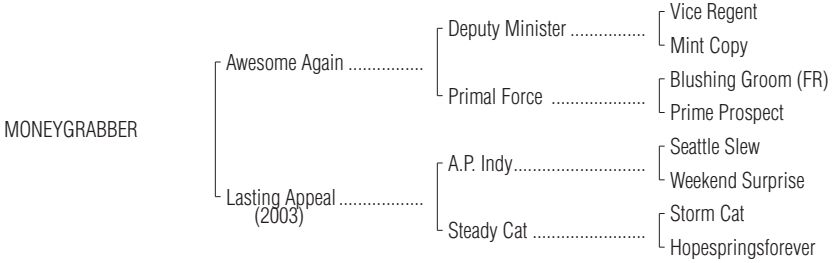 Vice Regent
Deputy Minister ................
Mint Copy
Awesome Again ................
Blushing Groom (FR)
Primal Force ....................
Prime Prospect
MONEYGRABBER
Seattle Slew
A.P. Indy............................
Weekend Surprise
Lasting Appeal ..................
(2003)
Storm Cat
Steady Cat ........................
Hopespringsforever